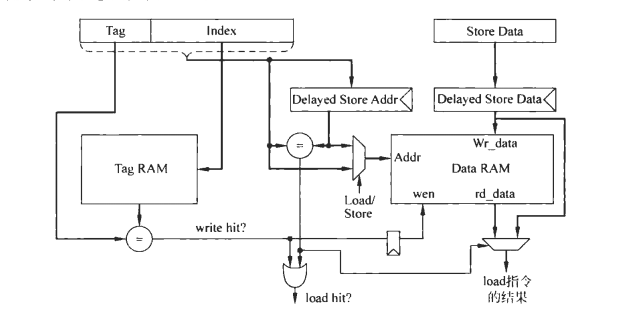 Tag
Index
Store Data
Delayed Store Addr
Delayed Store Data
=
Wr_data
Tag RAM
Addr
Data RAM
Load/
Store
wen
rd_data
=
write hit?
load hit?
load指令
的结果